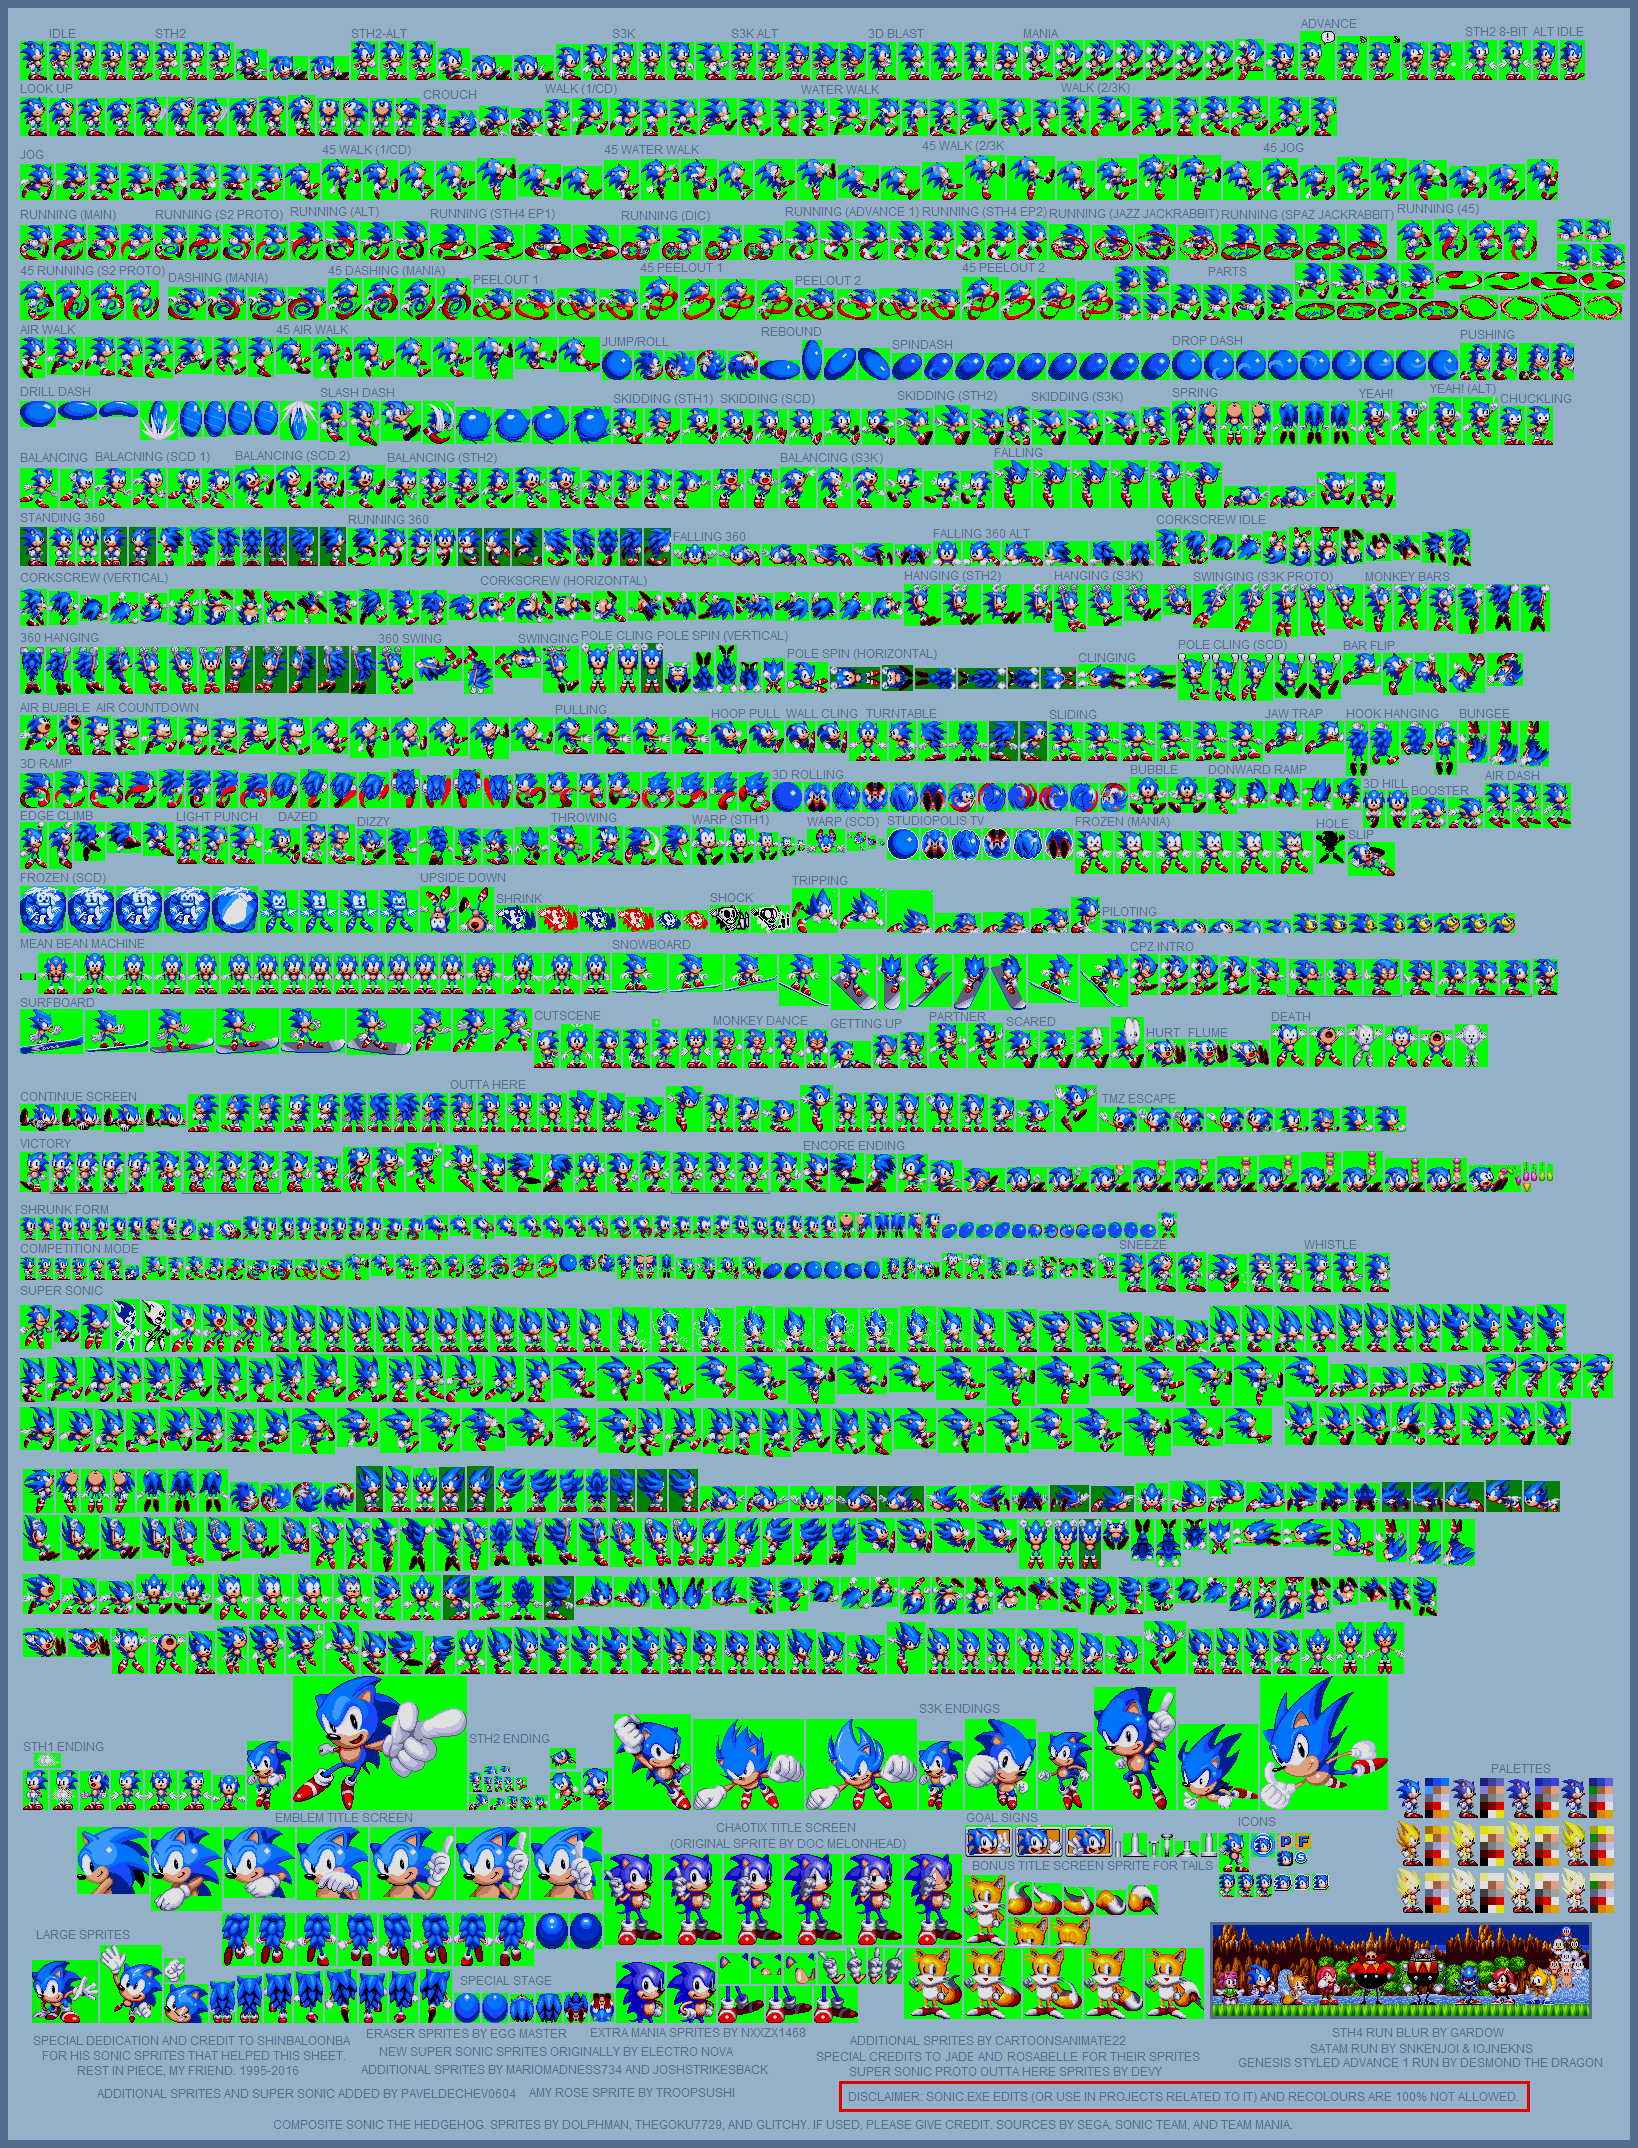 IDLE STH2 STH2-ALT S3K S3K ALT 3D BLAST MANIA ADVANCE STH2 8-BIT ALT IDLE
LOOK UP CROUCH WALK (1/CD) WATER WALK WALK (2/3K)
JOG 45 WALK (1/CD) 45 WATER WALK 45 WALK (2/3K 45 JOG
RUNNING (MAIN) RUNNING (S2 PROTO) RUNNING (ALT) RUNNING (STH4 EP1) RUNNING (DIC) RUNNING (ADVANCE 1) RUNNING (STH4 EP2) RUNNING (JAZZ JACKRABBIT) RUNNING (SPAZ JACKRABBIT) RUNNING (45)
45 RUNNING (S2 PROTO) DASHING (MANIA) 45 DASHING (MANIA) PEELOUT 1 45 PEELOUT 1 PEELOUT 2 45 PEELOUT 2 PARTS
AIR WALK 45 AIR WALK JUMP/ROLL REBOUND SPINDASH DROP DASH PUSHING
DRILL DASH SLASH DASH SKIDDING (STH1) SKIDDING (SCD) SKIDDING (STH2) SKIDDING (S3K) SPRING YEAH! YEAH! (ALT) CHUCKLING
BALANCING BALACNING (SCD 1) BALANCING (SCD 2) BALANCING (STH2) BALANCING (S3K) FALLING
STANDING 360 RUNNING 360 FALLING 360 FALLING 360 ALT CORKSCREW IDLE
CORKSCREW (VERTICAL) CORKSCREW (HORIZONTAL) HANGING (STH2) HANGING (S3K) SWINGING (S3K PROTO) MONKEY BARS
360 HANGING 360 SWING SWINGING POLE CLING POLE SPIN (VERTICAL) POLE SPIN (HORIZONTAL) CLINGING POLE CLING (SCD) BAR FLIP
AIR BUBBLE AIR COUNTDOWN PULLING HOOP PULL WALL CLING TURNTABLE SLIDING JAW TRAP HOOK HANGING BUNGEE
3D RAMP 3D ROLLING BUBBLE DONWARD RAMP 3D HILL BOOSTER AIR DASH
EDGE CLIMB LIGHT PUNCH DAZED DIZZY THROWING WARP (STH1) WARP (SCD) STUDIOPOLIS TV FROZEN (MANIA) HOLE SLIP
FROZEN (SCD) UPSIDE DOWN SHRINK SHOCK TRIPPING PILOTING
MEAN BEAN MACHINE SNOWBOARD CPZ INTRO
SURFBOARD CUTSCENE MONKEY DANCE GETTING UP PARTNER SCARED HURT FLUME DEATH
CONTINUE SCREEN OUTTA HERE TMZ ESCAPE
VICTORY ENCORE ENDING
SHRUNK FORM
COMPETITION MODE SNEEZE WHISTLE
SUPER SONIC
STH1 ENDING STH2 ENDING S3K ENDINGS PALETTES
EMBLEM TITLE SCREEN CHAOTIX TITLE SCREEN GOAL SIGNS ICONS
(ORIGINAL SPRITE BY DOC MELONHEAD)
P F
BONUS TITLE SCREEN SPRITE FOR TAILS
LARGE SPRITES SPECIAL STAGE
SPECIAL DEDICATION AND CREDIT TO SHINBALOONBA
FOR HIS SONIC SPRITES THAT HELPED THIS SHEET.
REST IN PIECE, MY FRIEND. 1995-2016
ERASER SPRITES BY EGG MASTER EXTRA MANIA SPRITES BY NXXZX1468
NEW SUPER SONIC SPRITES ORIGINALLY BY ELECTRO NOVA
ADDITIONAL SPRITES BY MARIOMADNESS734 AND JOSHSTRIKESBACK
ADDITIONAL SPRITES BY CARTOONSANIMATE22
SPECIAL CREDITS TO JADE AND ROSABELLE FOR THEIR SPRITES
SUPER SONIC PROTO OUTTA HERE SPRITES BY DEVY
STH4 RUN BLUR BY GARDOW
SATAM RUN BY SNKENJOI & IOJNEKNS
GENESIS STYLED ADVANCE 1 RUN BY DESMOND THE DRAGON
ADDITIONAL SPRITES AND SUPER SONIC ADDED BY PAVELDECHEV0604 AMY ROSE SPRITE BY TROOPSUSHI
DISCLAIMER: SONIC.EXE EDITS (OR USE IN PROJECTS RELATED TO IT) AND RECOLOURS ARE 100% NOT ALLOWED.
COMPOSITE SONIC THE HEDGEHOG. SPRITES BY DOLPHMAN, THEGOKU7729, AND GLITCHY. IF USED, PLEASE GIVE CREDIT. SOURCES BY SEGA, SONIC TEAM, AND TEAM MANIA.